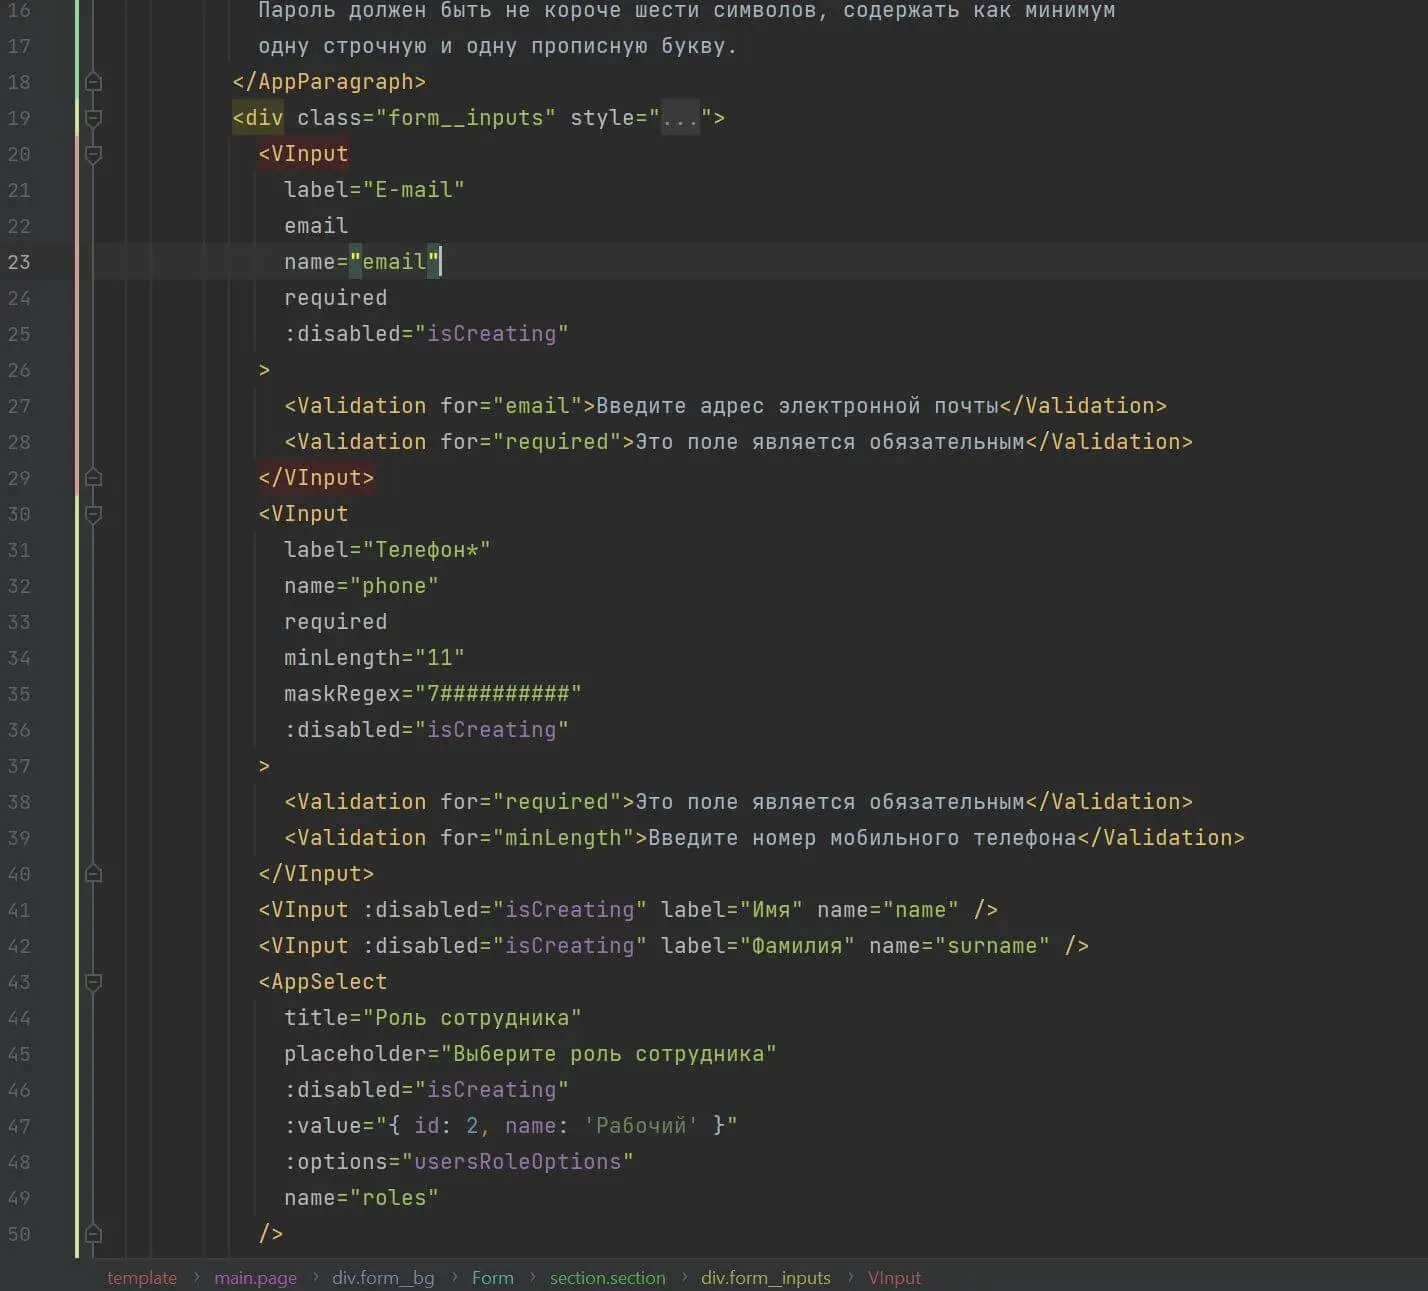 16 Пароль должен быть не короче шести символов, содержать как минимум
17 одну строчную и одну прописную букву.
18 </AppParagraph>
19 <div class="form__inputs" style="...">
20 <VInput
21 label="E-mail"
22 email
23 name="email"
24 required
25 :disabled="isCreating"
26 >
27 <Validation for="email">Введите адрес электронной почты</Validation>
28 <Validation for="required">Это поле является обязательным</Validation>
29 </VInput>
30 <VInput
31 label="Телефон*"
32 name="phone"
33 required
34 minLength="11"
35 maskRegex="7##########"
36 :disabled="isCreating"
37 >
38 <Validation for="required">Это поле является обязательным</Validation>
39 <Validation for="minLength">Введите номер мобильного телефона</Validation>
40 </VInput>
41 <VInput :disabled="isCreating" label="Имя" name="name" />
42 <VInput :disabled="isCreating" label="Фамилия" name="surname" />
43 <AppSelect
44 title="Роль сотрудника"
45 placeholder="Выберите роль сотрудника"
46 :disabled="isCreating"
47 :value="{ id: 2, name: 'Рабочий' }"
48 :options="usersRoleOptions"
49 name="roles"
50 />
template › main.page › div.form__bg › Form › section.section › div.form__inputs › VInput